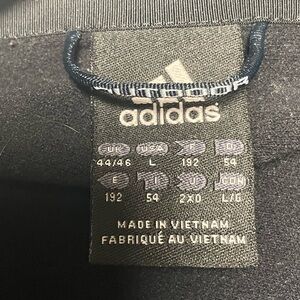 adidas
UK USA F D
44/46 L 192 54
E I
192 54 2XO L/G
MADE IN VIETNAM
FABRIQUÉ AU VIETNAM